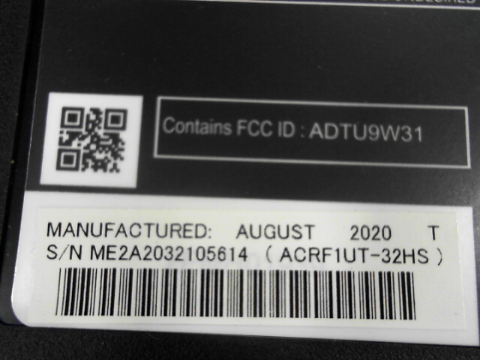 Contains FCC ID : ADTU9W31
MANUFACTURED: AUGUST 2020 T
S/N ME2A2032105614 ( ACRF1UT-32HS )